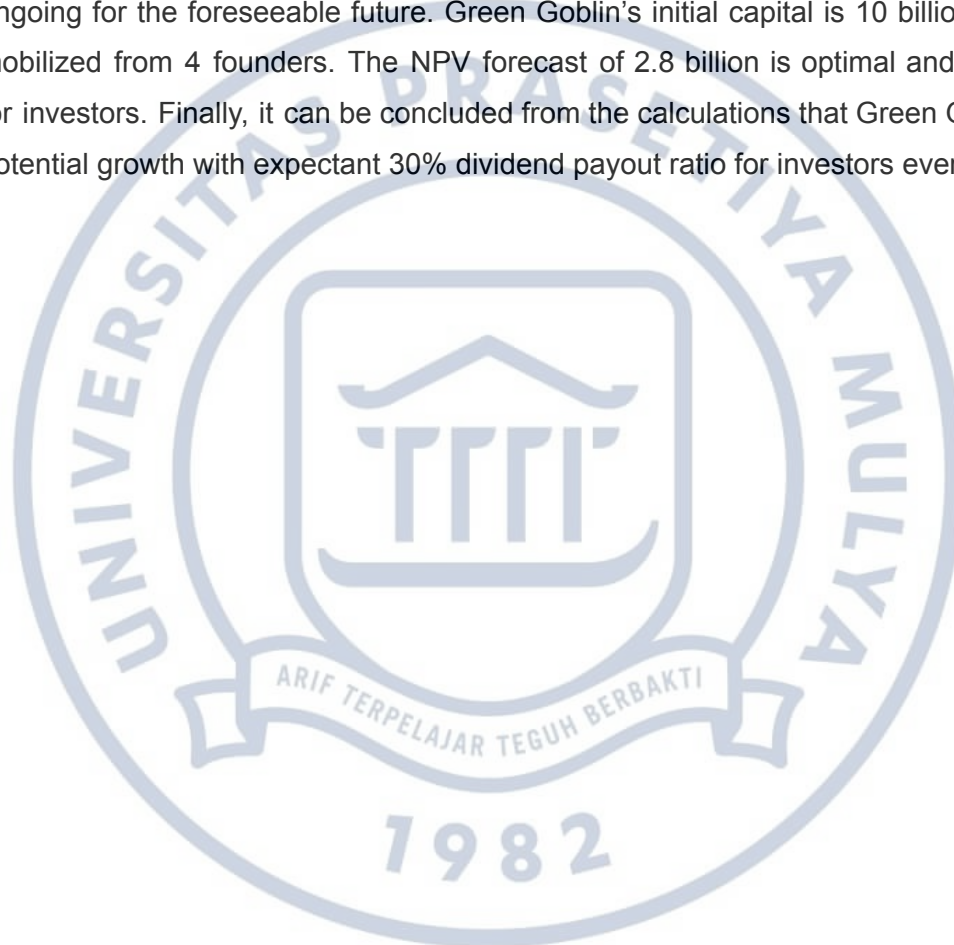 ngoing for the foreseeable future. Green Goblin’s initial capital is 10 billio
nobilized from 4 founders. The NPV forecast of 2.8 billion is optimal and
or investors. Finally, it can be concluded from the calculations that Green G
otential growth with expectant 30% dividend payout ratio for investors ever
UNIVERSITAS PRASETIYA MULYA
ARIF TERPELAJAR TEGUH BERBAKTI
1982